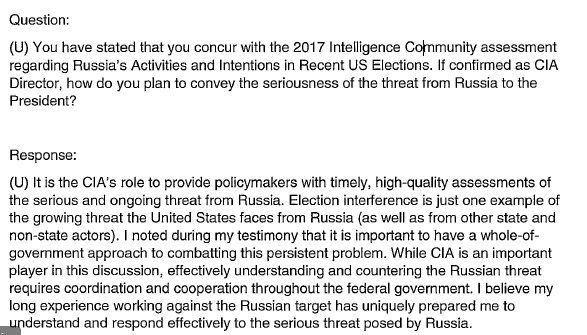 Question:
(U) You have stated that you concur with the 2017 Intelligence Community assessment
regarding Russia's Activities and Intentions in Recent US Elections. If confirmed as CIA
Director, how do you plan to convey the seriousness of the threat from Russia to the
President?
Response:
(U) It is the CIA's role to provide policymakers with timely, high-quality assessments of
the serious and ongoing threat from Russia. Election interference is just one example of
the growing threat the United States faces from Russia (as well as from other state and
non-state actors). I noted during my testimony that it is important to have a whole-of-
government approach to combatting this persistent problem. While CIA is an important
player in this discussion, effectively understanding and countering the Russian threat
requires coordination and cooperation throughout the federal government. I believe my
long experience working against the Russian target has uniquely prepared me to
understand and respond effectively to the serious threat posed by Russia.